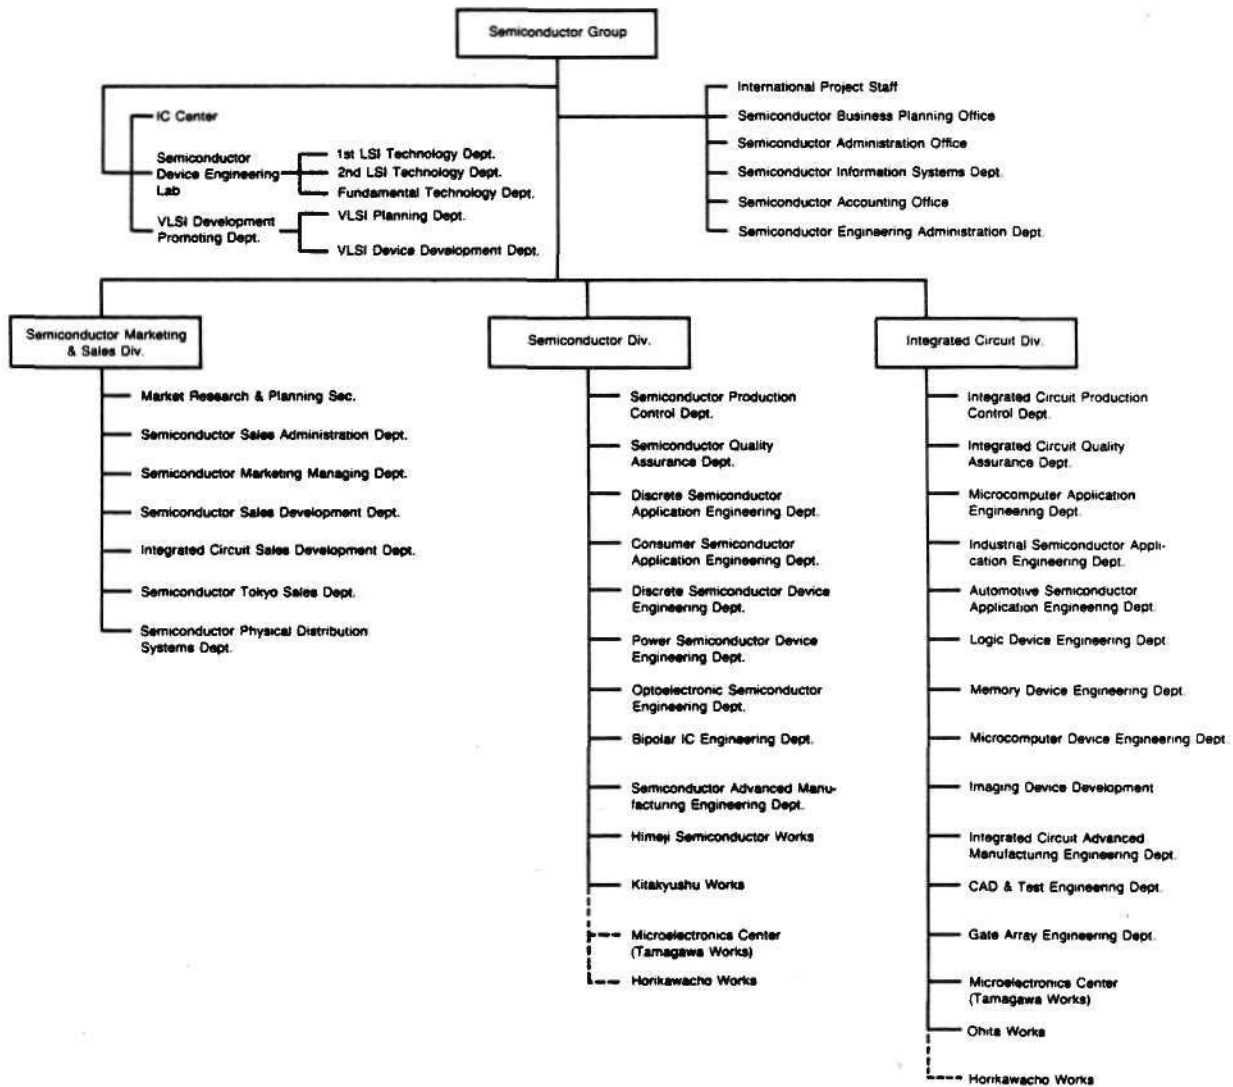 Semiconductor Group
IC Center
Semiconductor
Device Engineering
Lab
1st LSI Technology Dept.
2nd LSI Technology Dept.
Fundamental Technology Dept.
VLSI Development
Promoting Dept.
VLSI Planning Dept.
VLSI Device Development Dept.
International Project Staff
Semiconductor Business Planning Office
Semiconductor Administration Office
Semiconductor Information Systems Dept.
Semiconductor Accounting Office
Semiconductor Engineering Administration Dept.
Semiconductor Marketing
& Sales Div.
Market Research & Planning Sec.
Semiconductor Sales Administration Dept.
Semiconductor Marketing Managing Dept.
Semiconductor Sales Development Dept.
Integrated Circuit Sales Development Dept.
Semiconductor Tokyo Sales Dept.
Semiconductor Physical Distribution
Systems Dept.
Semiconductor Div.
Semiconductor Production
Control Dept.
Semiconductor Quality
Assurance Dept.
Discrete Semiconductor
Application Engineering Dept.
Consumer Semiconductor
Application Engineering Dept.
Discrete Semiconductor Device
Engineering Dept.
Power Semiconductor Device
Engineering Dept.
Optoelectronic Semiconductor
Engineering Dept.
Bipolar IC Engineering Dept.
Semiconductor Advanced Manu-
facturing Engineering Dept.
Himeji Semiconductor Works
Kitakyushu Works
Microelectronics Center
(Tamagawa Works)
Horikawacho Works
Integrated Circuit Div.
Integrated Circuit Production
Control Dept.
Integrated Circuit Quality
Assurance Dept.
Microcomputer Application
Engineering Dept.
Industrial Semiconductor Appli-
cation Engineering Dept.
Automotive Semiconductor
Application Engineering Dept.
Logic Device Engineering Dept.
Memory Device Engineering Dept.
Microcomputer Device Engineering Dept.
Imaging Device Development
Integrated Circuit Advanced
Manufacturing Engineering Dept.
CAD & Test Engineering Dept.
Gate Array Engineering Dept.
Microelectronics Center
(Tamagawa Works)
Ohita Works
Horikawacho Works